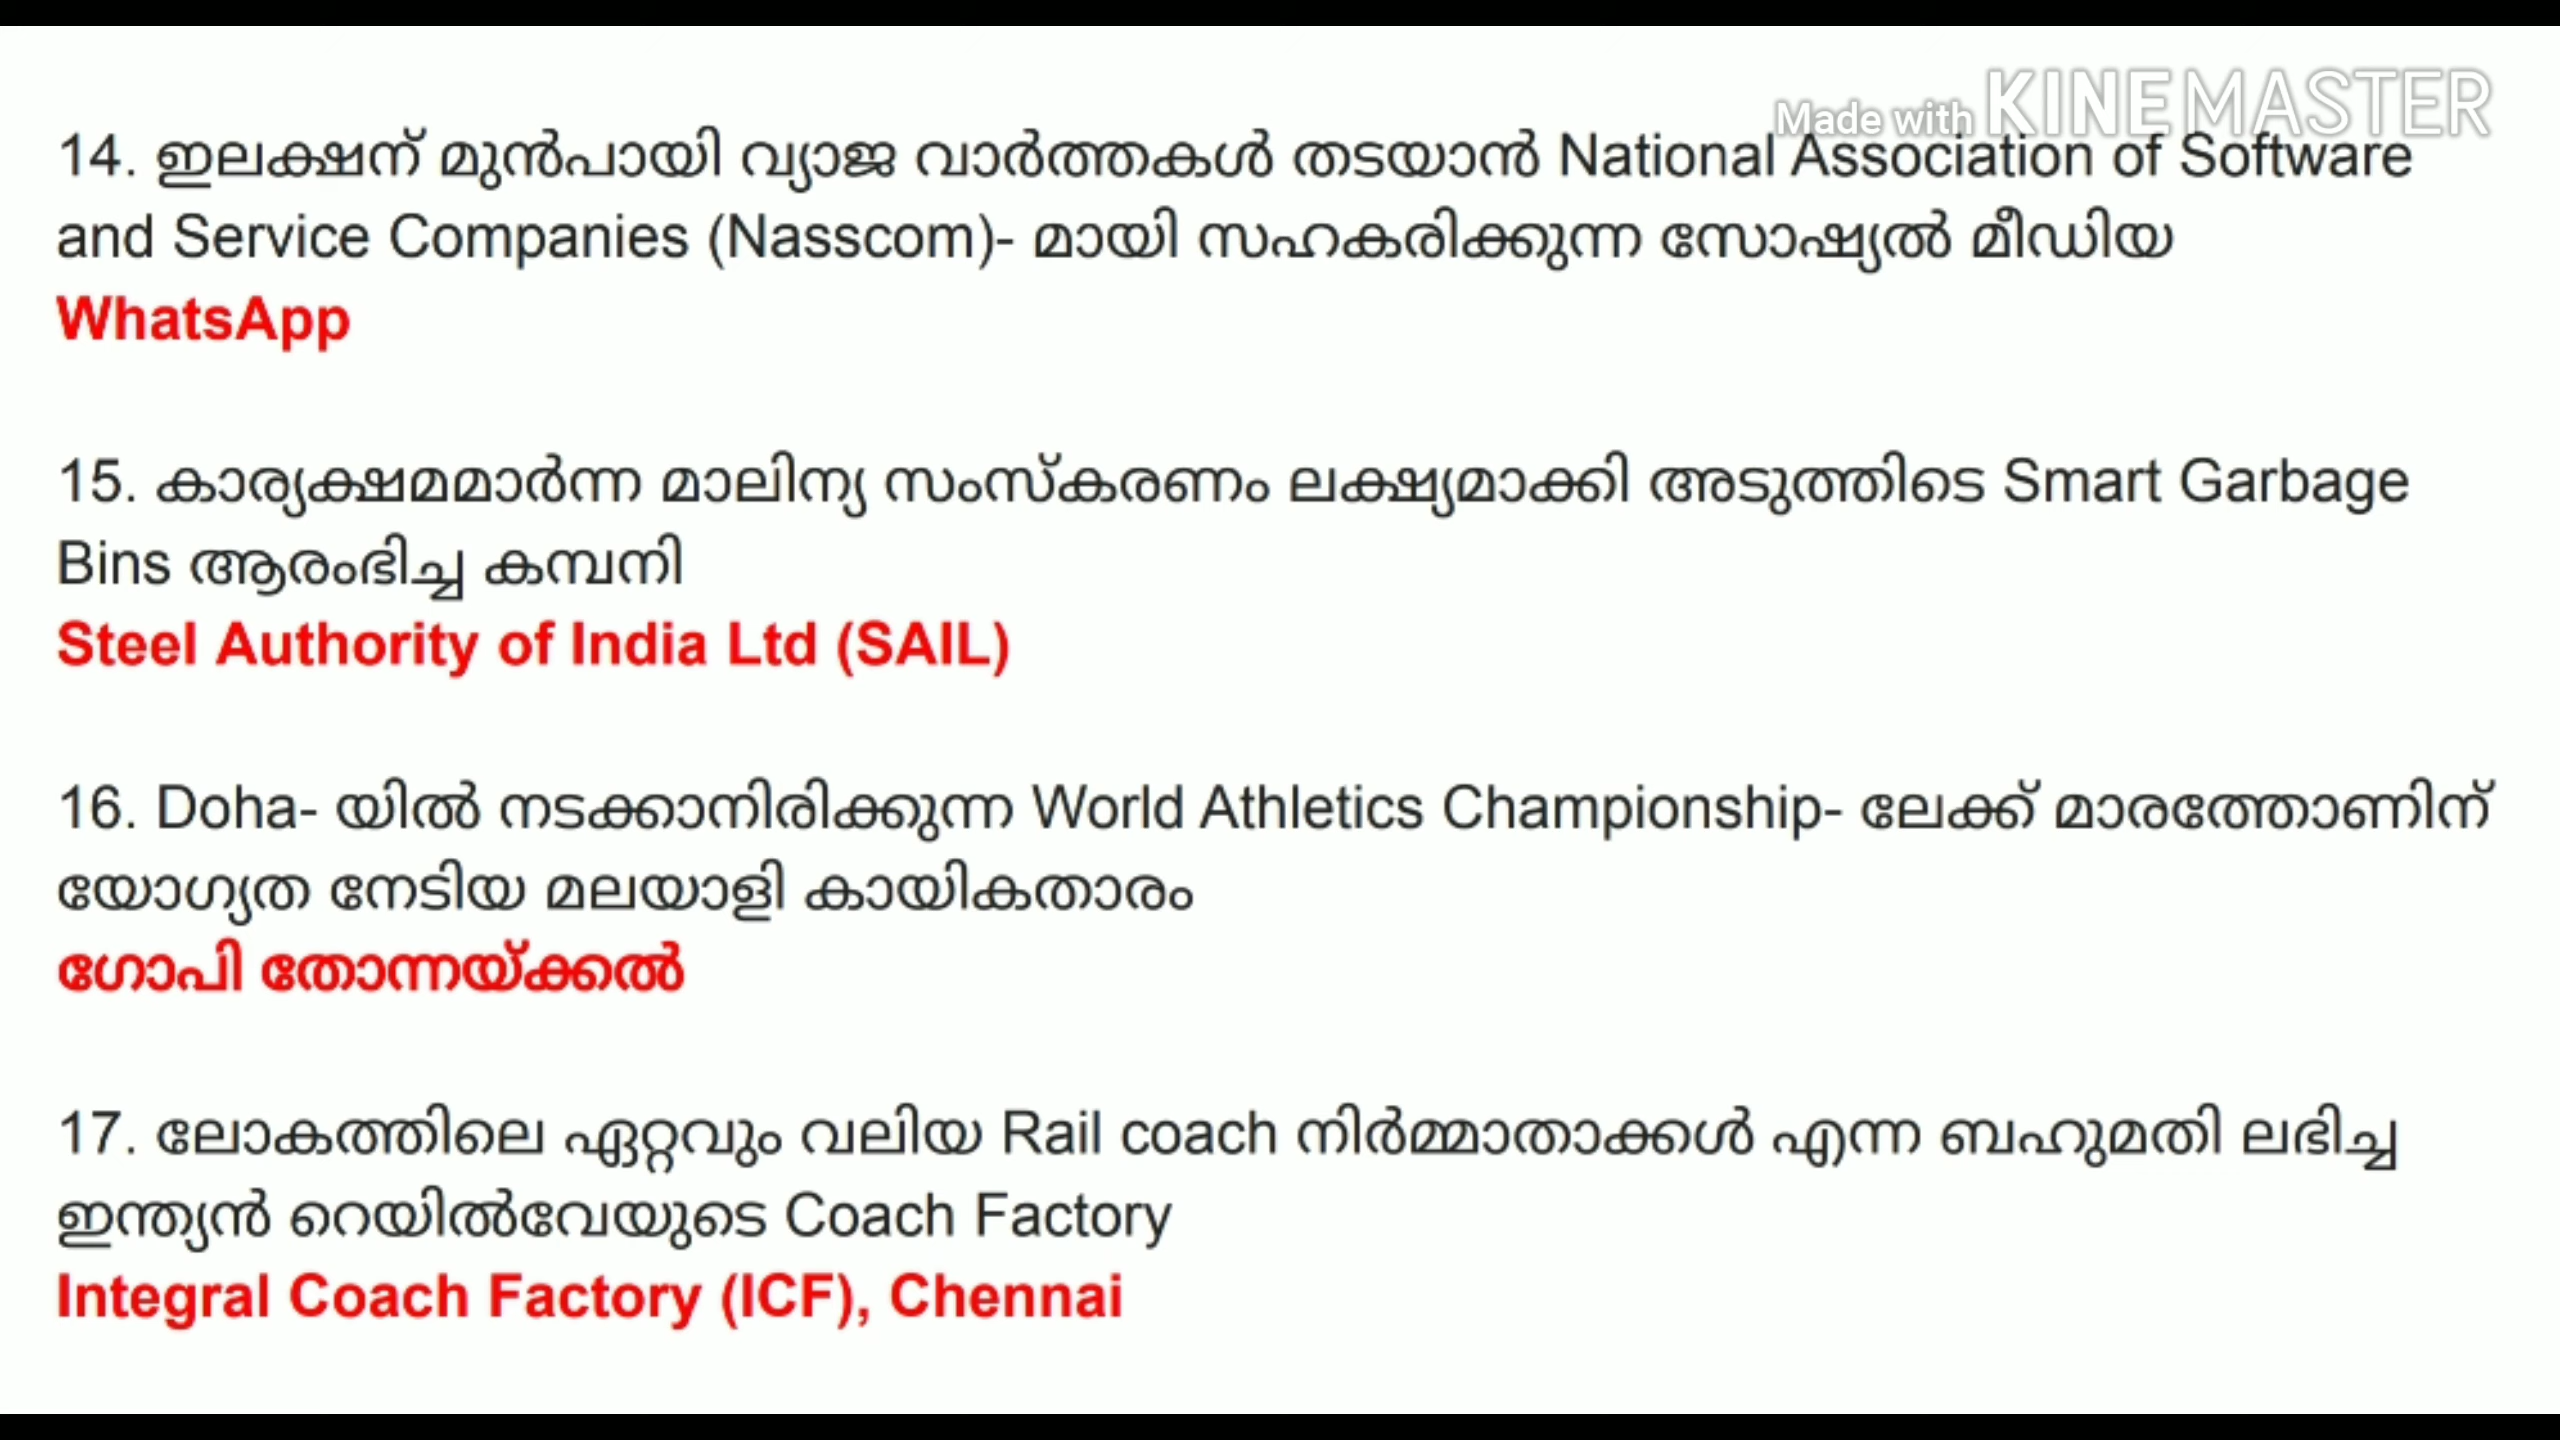 Made with KINEMASTER
14. ഇലക്ഷന് മുൻപായി വ്യാജ വാർത്തകൾ തടയാൻ National Association of Software
and Service Companies (Nasscom)- മായി സഹകരിക്കുന്ന സോഷ്യൽ മീഡിയ
WhatsApp
15. കാര്യക്ഷമമാർന്ന മാലിന്യ സംസ്കരണം ലക്ഷ്യമാക്കി അടുത്തിടെ Smart Garbage
Bins ആരംഭിച്ച കമ്പനി
Steel Authority of India Ltd (SAIL)
16. Doha- യിൽ നടക്കാനിരിക്കുന്ന World Athletics Championship- ലേക്ക് മാരത്തോണിന്
യോഗ്യത നേടിയ മലയാളി കായികതാരം
ഗോപി തോന്നയ്ക്കൽ
17. ലോകത്തിലെ ഏറ്റവും വലിയ Rail coach നിർമ്മാതാക്കൾ എന്ന ബഹുമതി ലഭിച്ച
ഇന്ത്യൻ റെയിൽവേയുടെ Coach Factory
Integral Coach Factory (ICF), Chennai